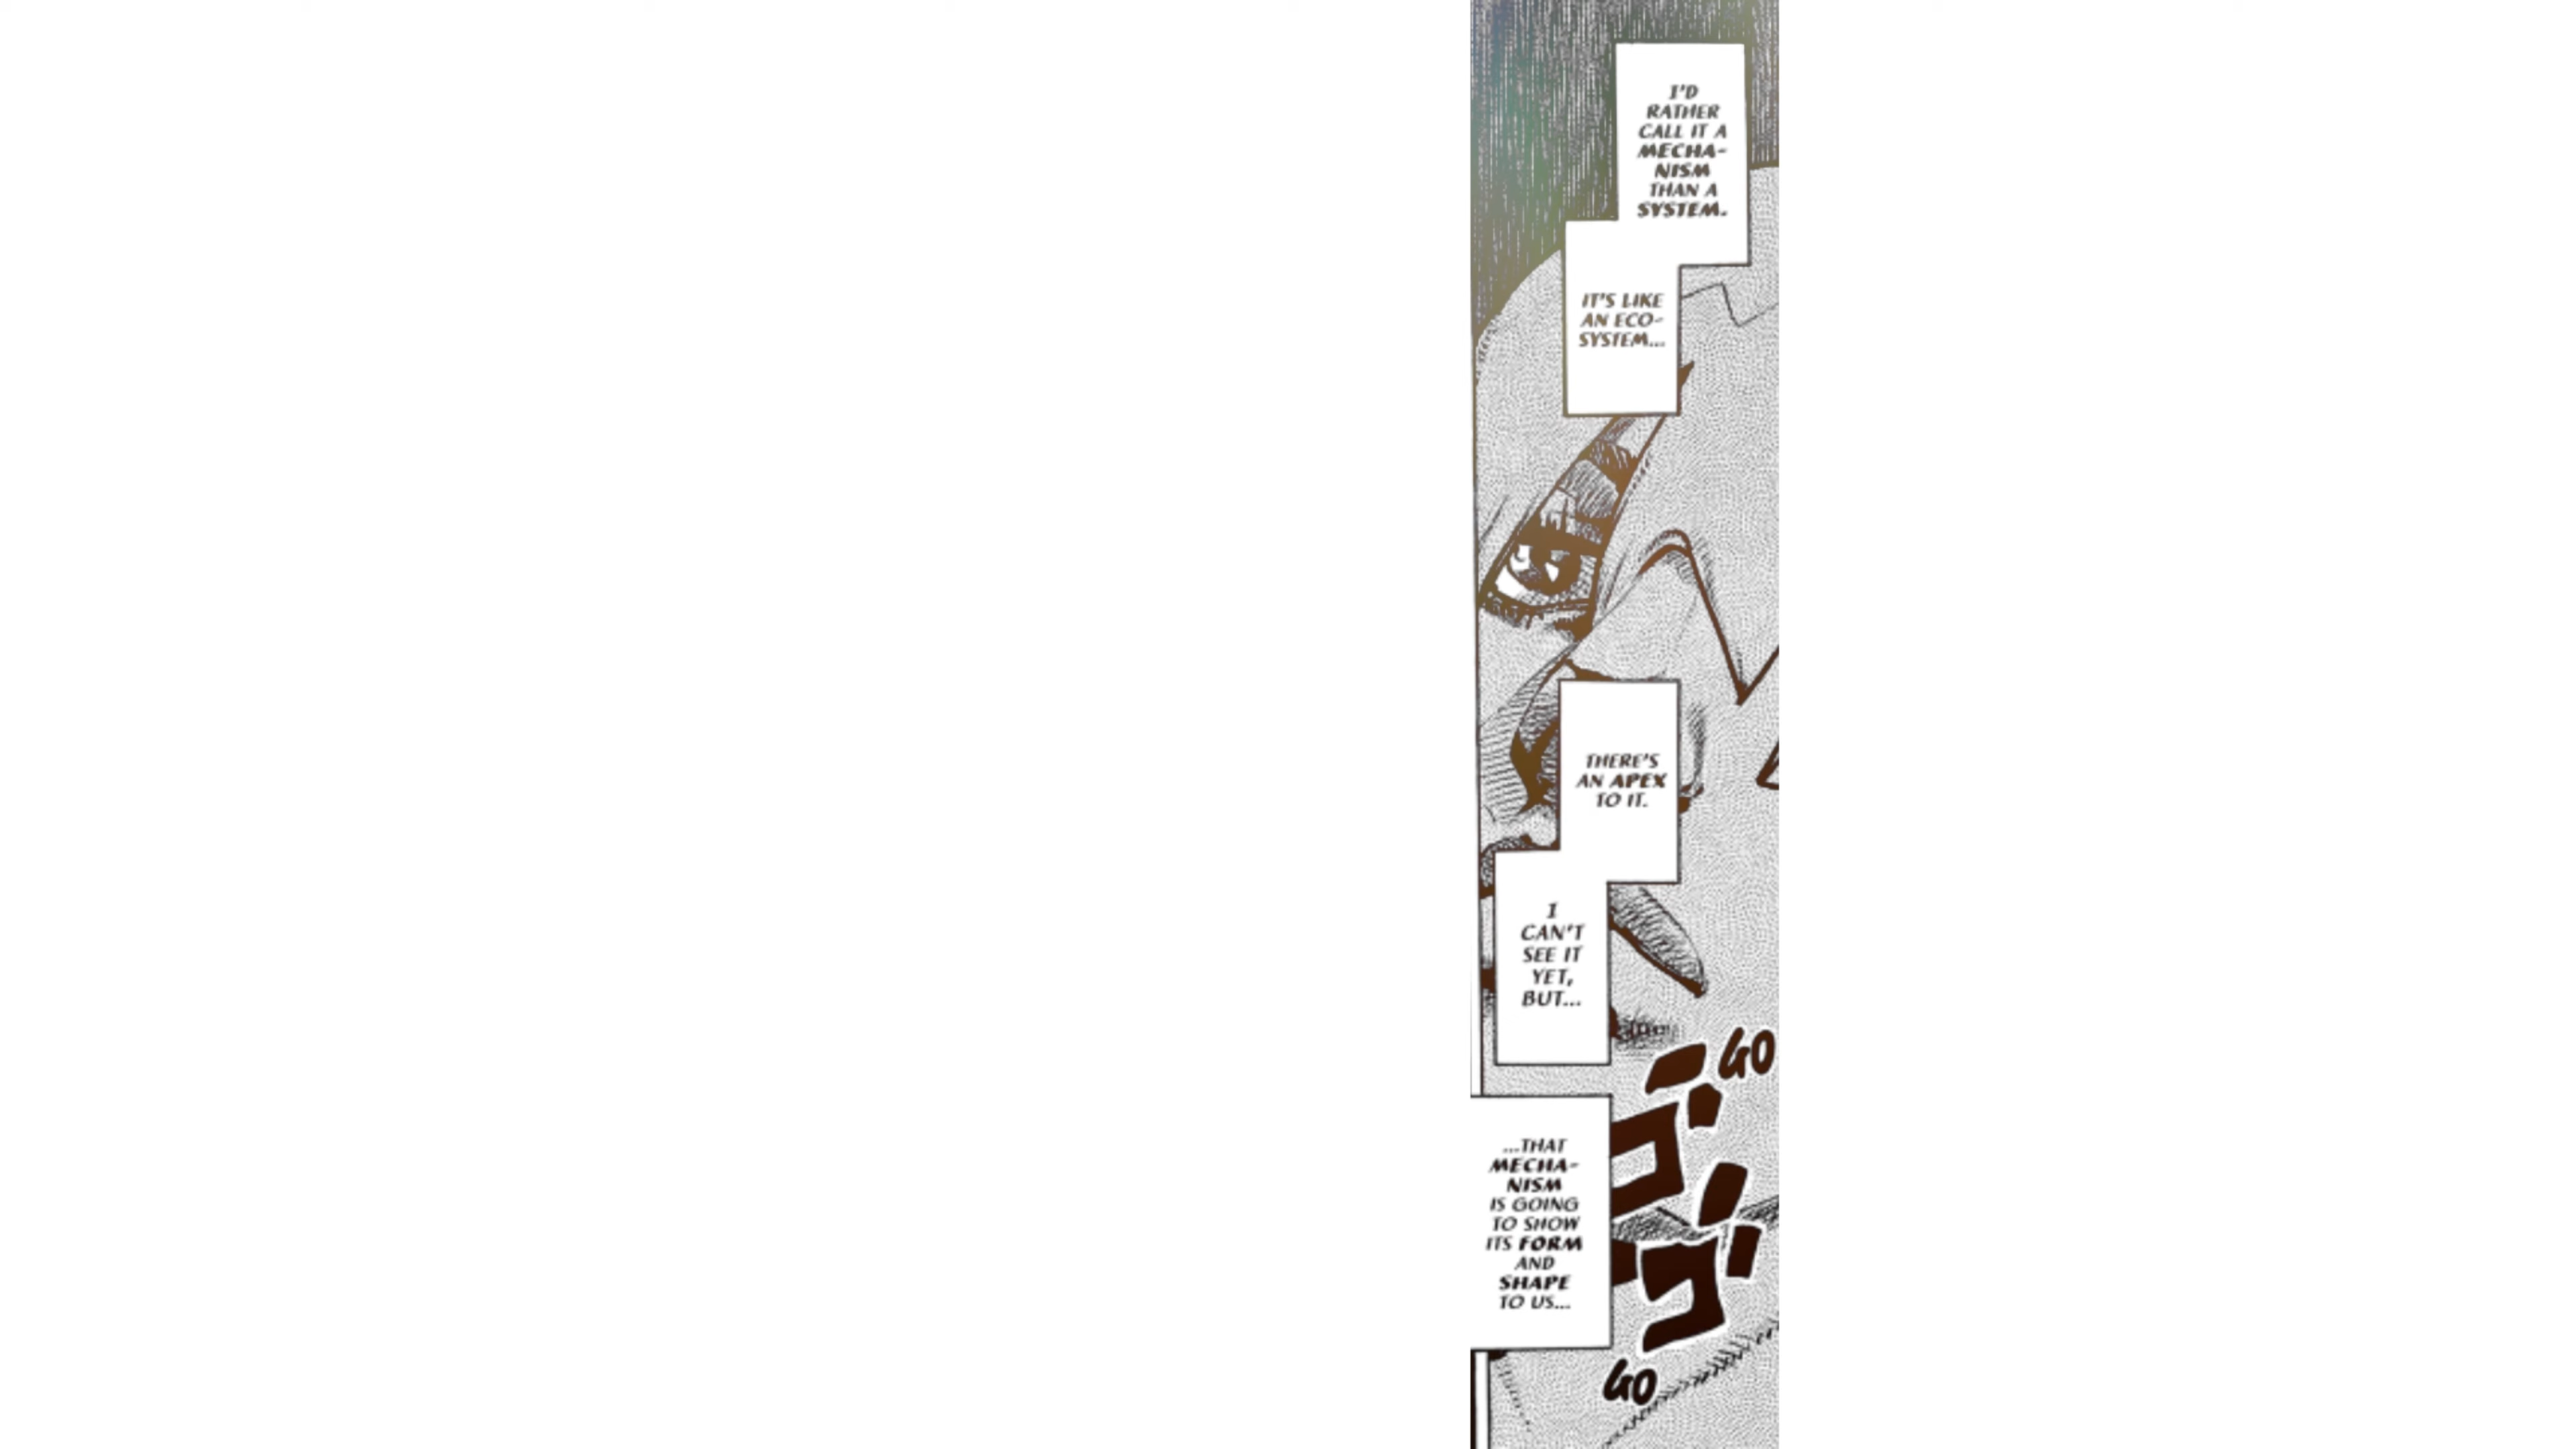 I'D
RATHER
CALL IT A
MECHA-
NISM
THAN A
SYSTEM.
IT'S LIKE
AN ECO-
SYSTEM...
THERE'S
AN APEX
TO IT.
I
CAN'T
SEE IT
YET,
BUT...
GO
ゴ
ゴ
GO
...THAT
MECHA-
NISM
IS GOING
TO SHOW
ITS FORM
AND
SHAPE
TO US...